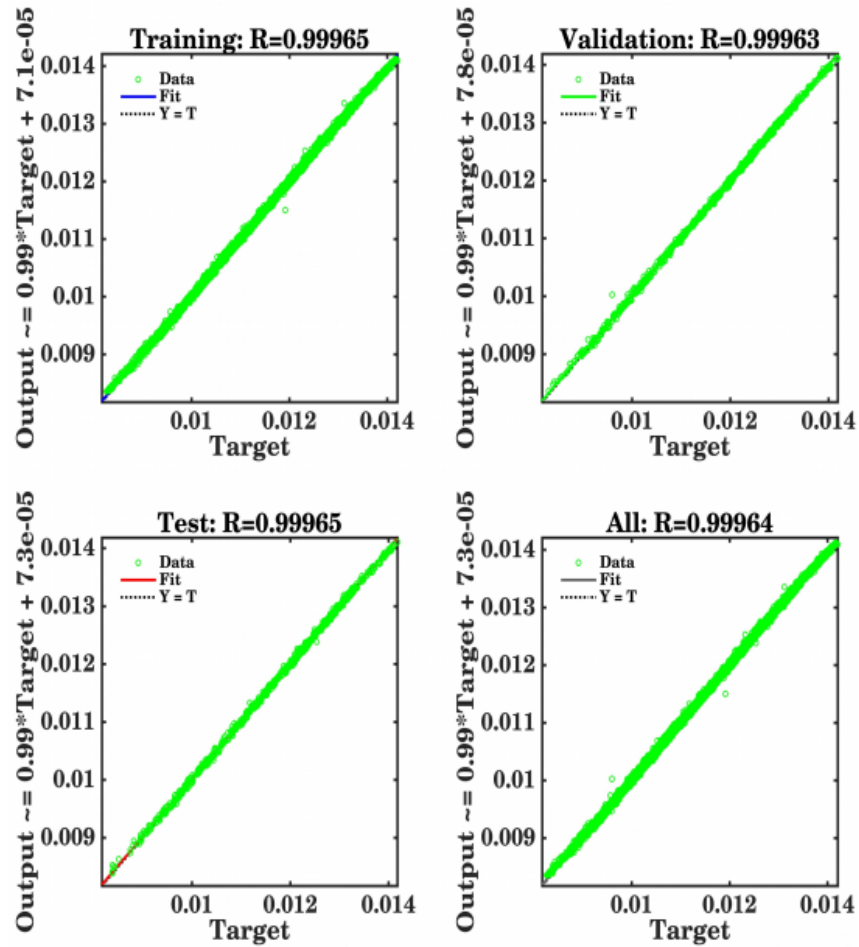 Training: R=0.99965
Output ~= 0.99*Target + 7.1e-05
0.014
0.013
0.012
0.011
0.01
0.009
Data
Fit
Y = T
0.01 0.012 0.014
Target
Validation: R=0.99963
Output ~= 0.99*Target + 7.8e-05
0.014
0.013
0.012
0.011
0.01
0.009
Data
Fit
Y = T
0.01 0.012 0.014
Target
Test: R=0.99965
Output ~= 0.99*Target + 7.3e-05
0.014
0.013
0.012
0.011
0.01
0.009
Data
Fit
Y = T
0.01 0.012 0.014
Target
All: R=0.99964
Output ~= 0.99*Target + 7.3e-05
0.014
0.013
0.012
0.011
0.01
0.009
Data
Fit
Y = T
0.01 0.012 0.014
Target